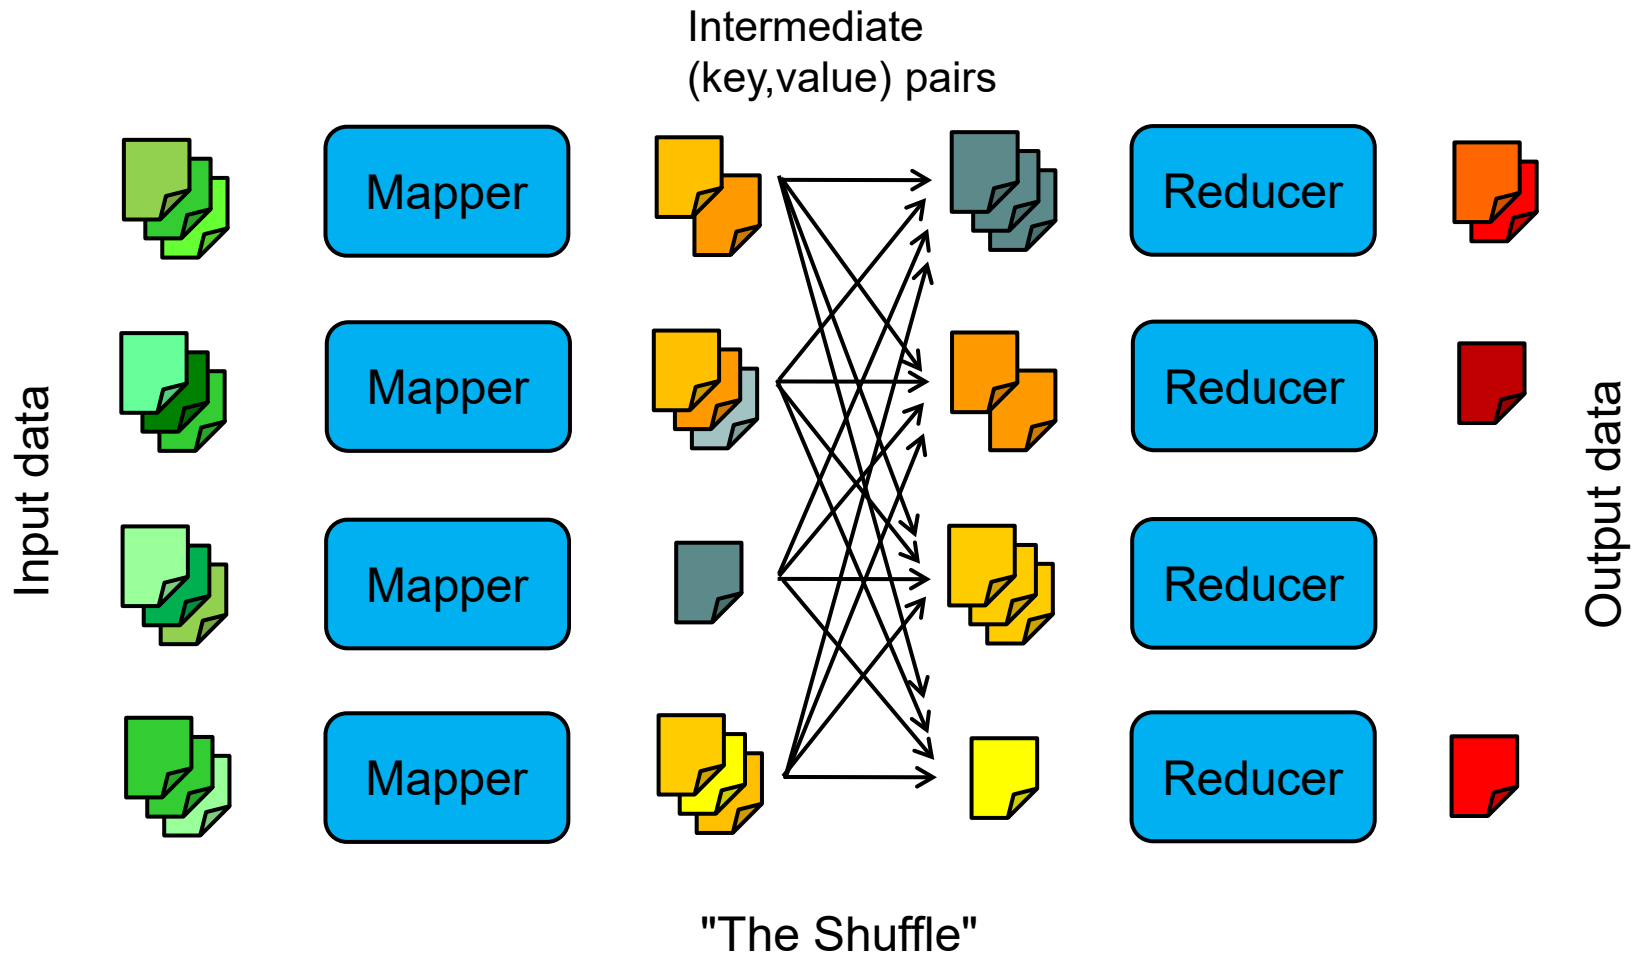 Intermediate
(key,value) pairs
Mapper
Reducer
Mapper
Reducer
Input data
Output data
Mapper
Reducer
Mapper
Reducer
"The Shuffle"